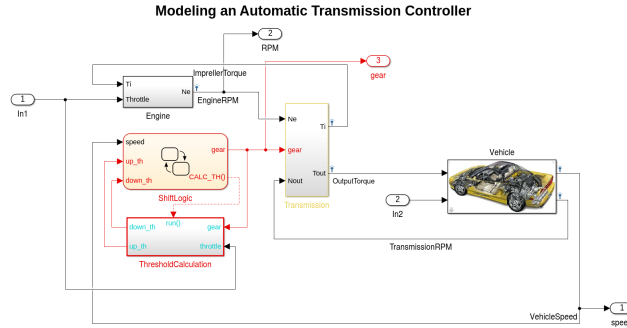 Modeling an Automatic Transmission Controller
2
RPM
3
gear
ImprellerTorque
Ti
Throttle
Ne
Engine
EngineRPM
1
In1
speed
up_th
down_th
gear
CALC_TH()
ShiftLogic
Ne
gear
Nout
Ti
Tout
Transmission
OutputTorque
Vehicle
2
In2
run()
down_th
up_th
gear
throttle
ThresholdCalculation
TransmissionRPM
VehicleSpeed
1
spee